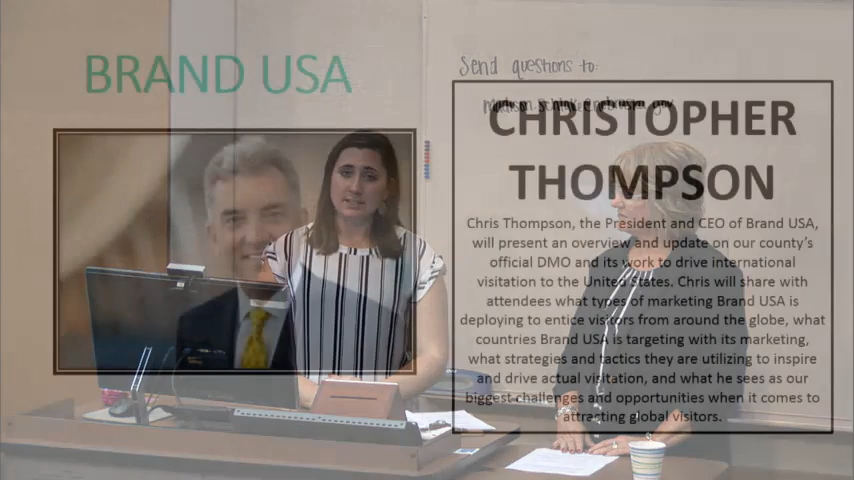 BRAND USA
Send questions to:
CHRISTOPHER
THOMPSON
Chris Thompson, the President and CEO of Brand USA,
will present an overview and update on our county's
official DMO and its work to drive international
visitation to the United States. Chris will share with
attendees what types of marketing Brand USA is
deploying to entice visitors from around the globe, what
countries Brand USA is targeting with its marketing,
what strategies and tactics they are utilizing to inspire
and drive actual visitation, and what he sees as our
biggest challenges and opportunities when it comes to
attracting global visitors.